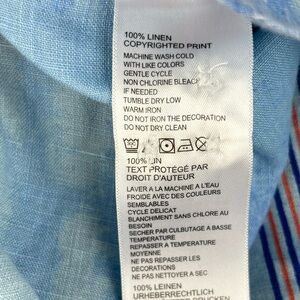 100% LINEN
COPYRIGHTED PRINT
MACHINE WASH COLD
WITH LIKE COLORS
GENTLE CYCLE
NON CHLORINE BLEACH
IF NEEDED
TUMBLE DRY LOW
WARM IRON
DO NOT IRON THE DECORATION
DO NOT DRY CLEAN
100% LIN
TEXT PROTÉGÉ PAR
DROIT D'AUTEUR
LAVER A LA MACHINE A L'EAU
FROIDE AVEC DE COULEURS
SEMBLABLES
CYCLE DELICAT
BLANCHIMENT SANS CHLORE AU
BESOIN
SECHER PAR CULBUTAGE A BASSE
TEMPERATURE
REPASSER A TEMPERATURE
MOYENNE
NE PAS REPASSER LES
DECORATIONS
NE PAS NETTOYER A SEC
100% LEINEN
URHEBERRECHTLICH